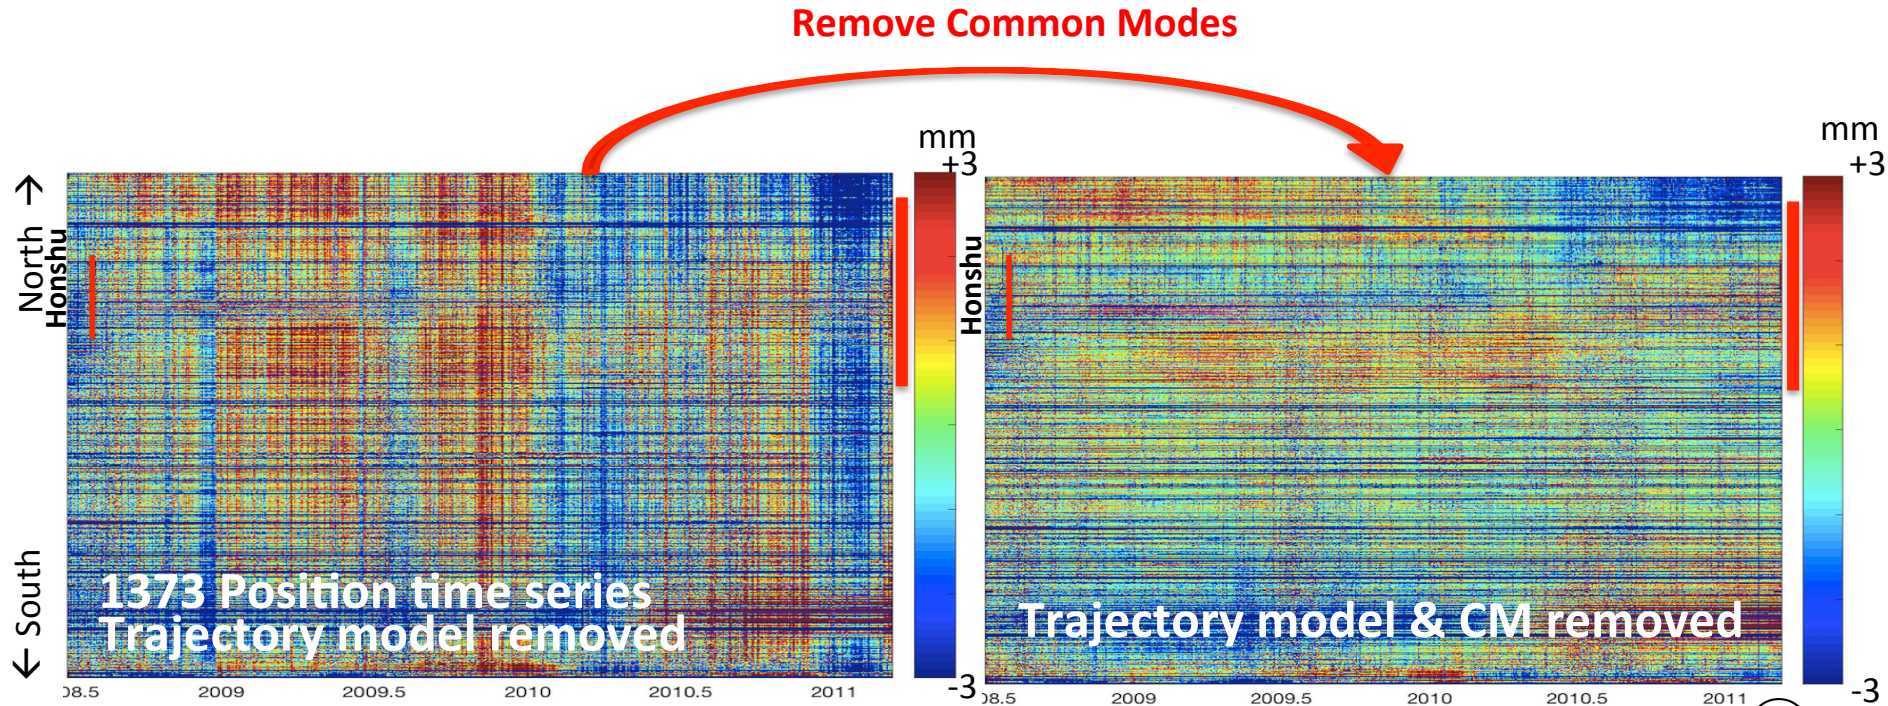 Remove Common Modes
mm
+3
mm
+3
← South North →
Honshu
Honshu
1373 Position time series
Trajectory model removed
Trajectory model & CM removed
-3
-3
08.5 2009 2009.5 2010 2010.5 2011
08.5 2009 2009.5 2010 2010.5 2011